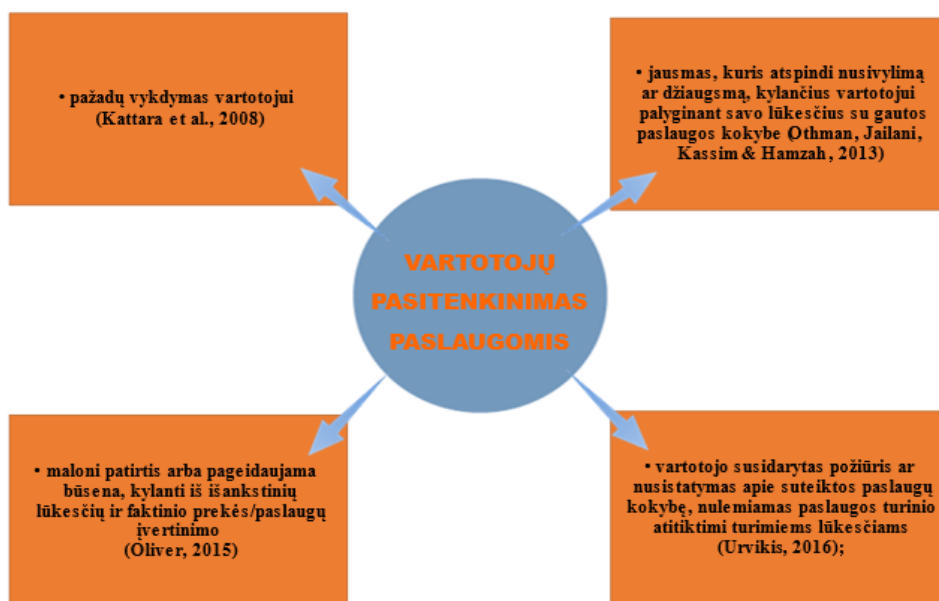 • pažadų vykdymas vartotojui
(Kattara et al., 2008)
• jausmas, kuris atspindi nusivylimą
ar džiaugsmą, kylančius vartotojui
palyginant savo lūkesčius su gautos
paslaugos kokybe (Othman, Jailani,
Kassim & Hamzah, 2013)
VARTOTOJŲ
PASITENKINIMAS
PASLAUGOMIS
• maloni patirtis arba pageidaujama
būsena, kylanti iš išankstinių
lūkesčių ir faktinio prekės/paslaugų
įvertinimo
(Oliver, 2015)
• vartotojo susidarytas požiūris ar
nusistatymas apie suteiktos paslaugų
kokybę, nulemiamas paslaugos turinio
atitiktimi turimiems lūkesčiams
(Urvikis, 2016);